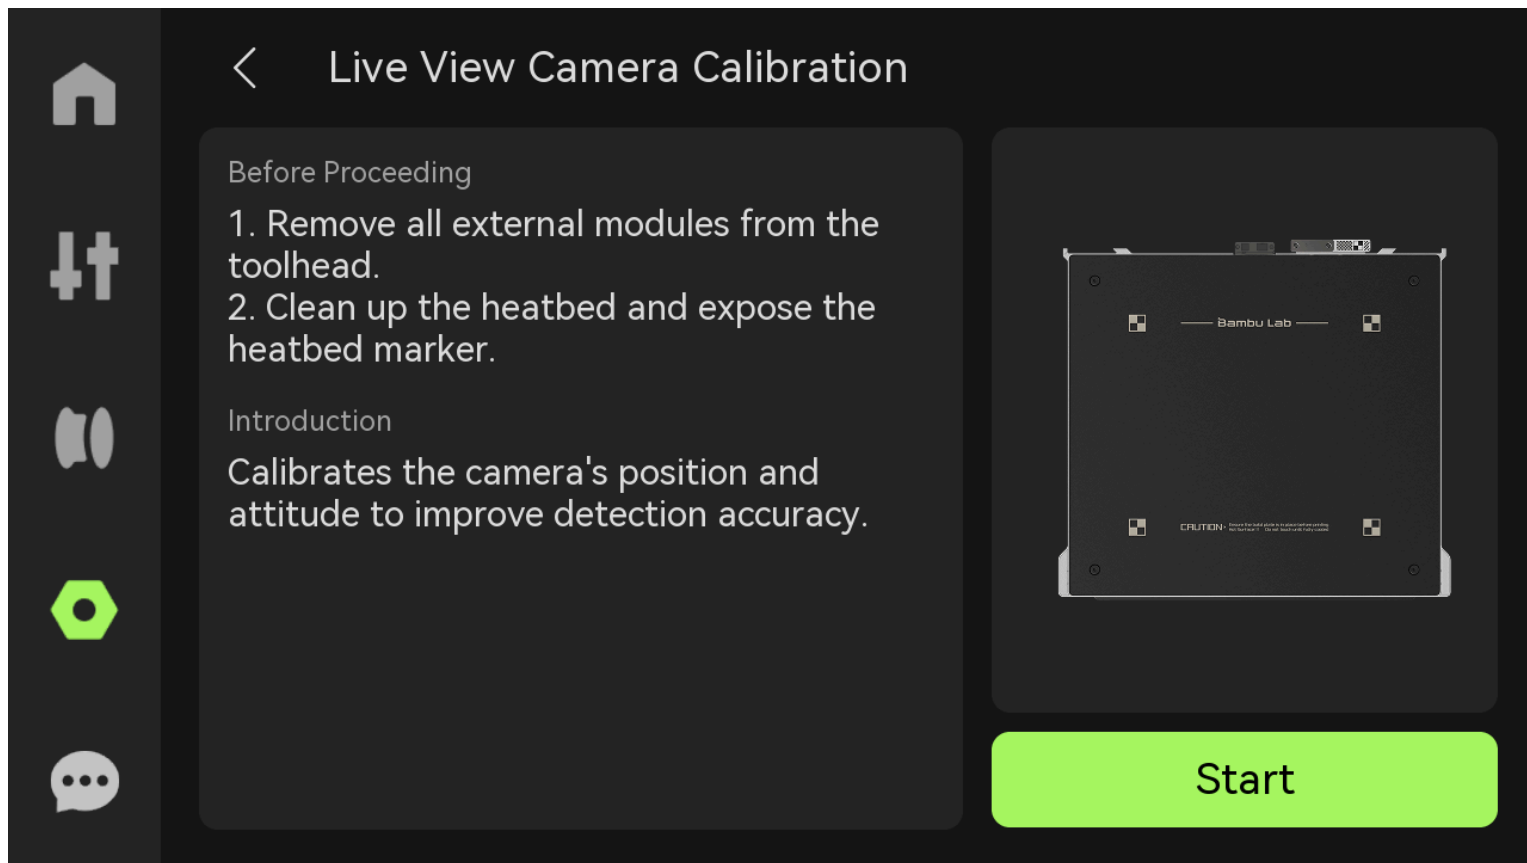 Live View Camera Calibration
Before Proceeding
1. Remove all external modules from the
toolhead.
2. Clean up the heatbed and expose the
heatbed marker.
Introduction
Calibrates the camera's position and
attitude to improve detection accuracy.
Bambu Lab
CAUTION:
Start